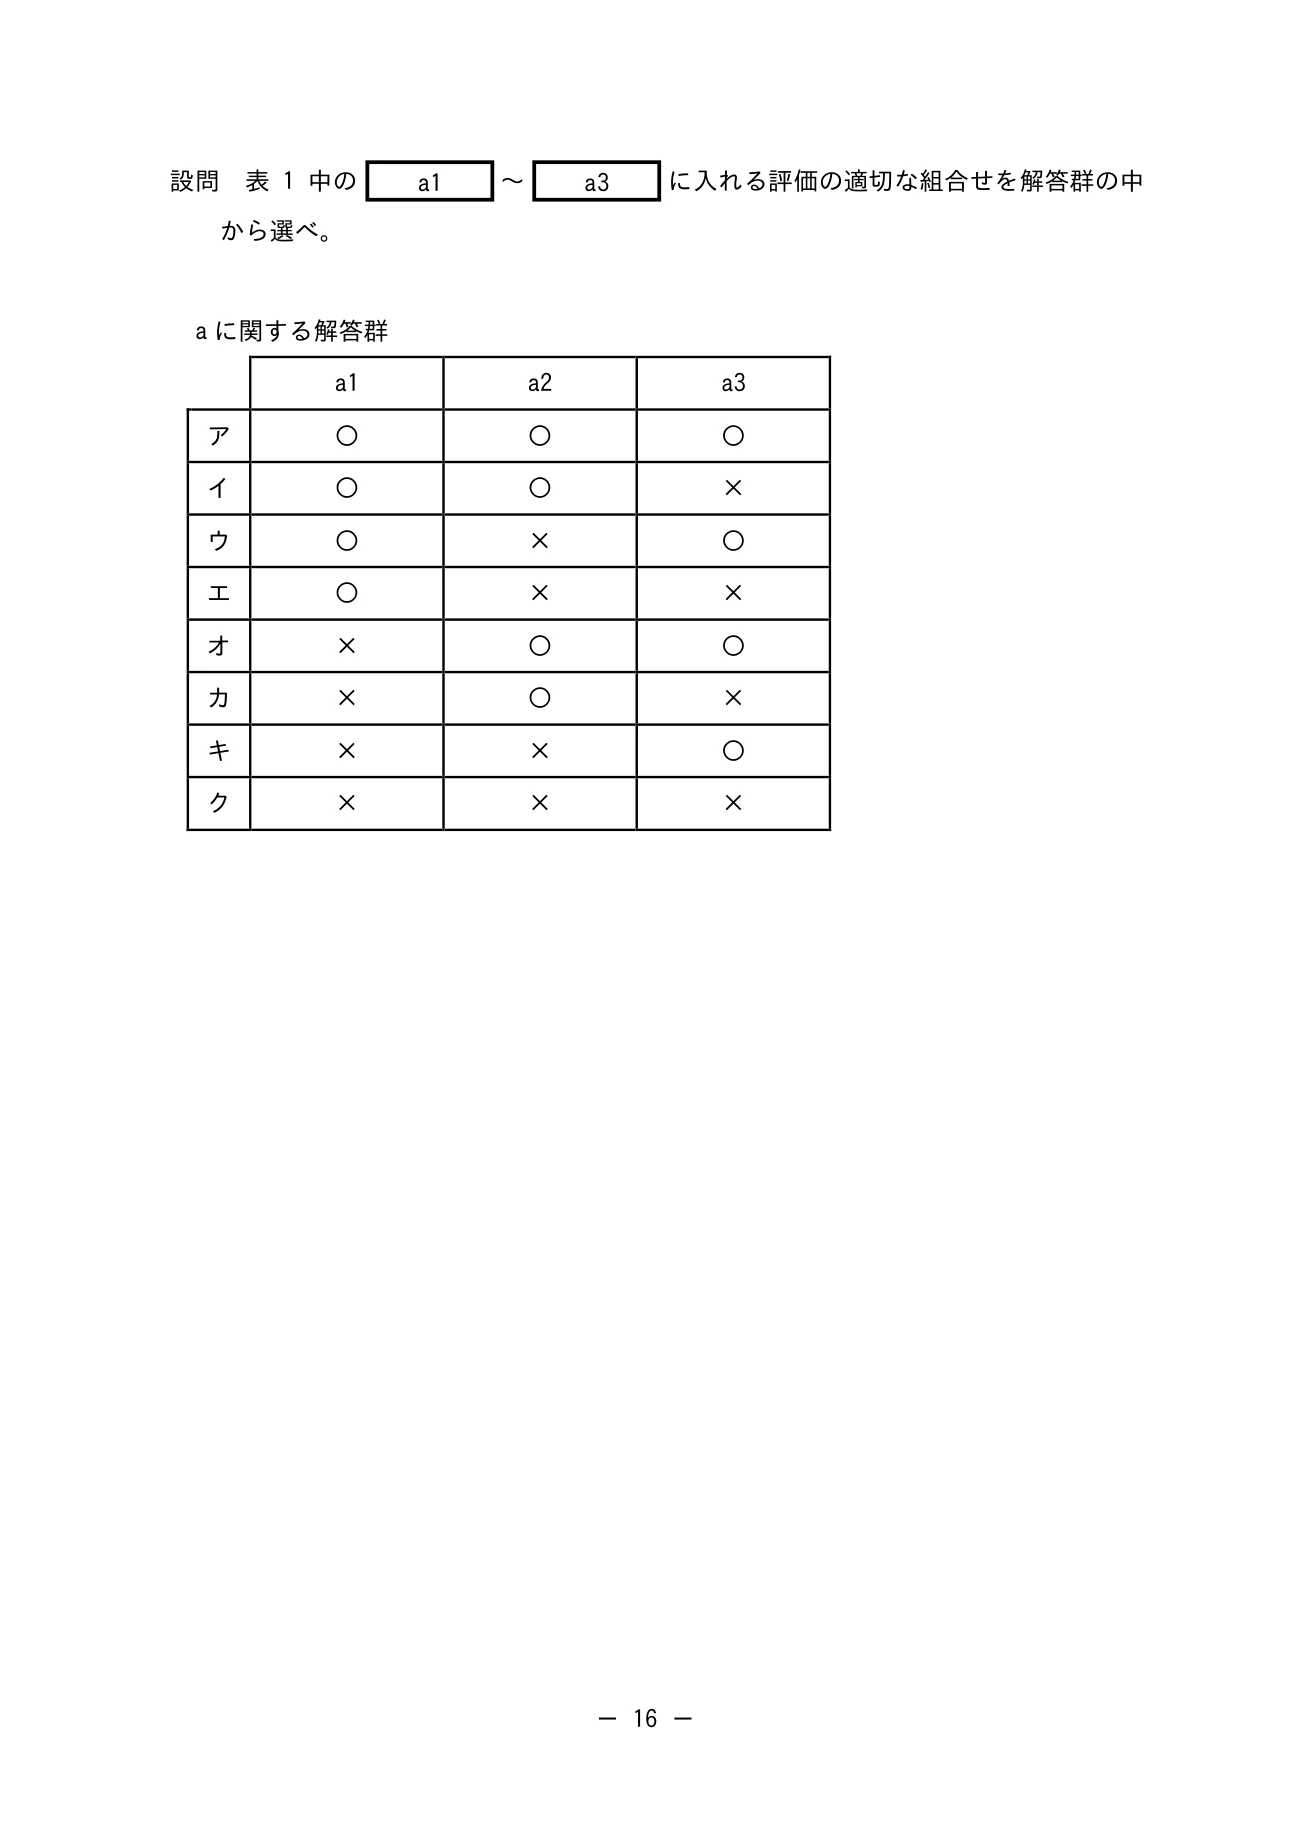 設問 表 1 中の a1 ～ a3 に入れる評価の適切な組合せを解答群の中
から選べ。
a に関する解答群
a1 a2 a3
ア ○ ○ ○
イ ○ ○ ×
ウ ○ × ○
エ ○ × ×
オ × ○ ○
カ × ○ ×
キ × × ○
ク × × ×
－ 16 －